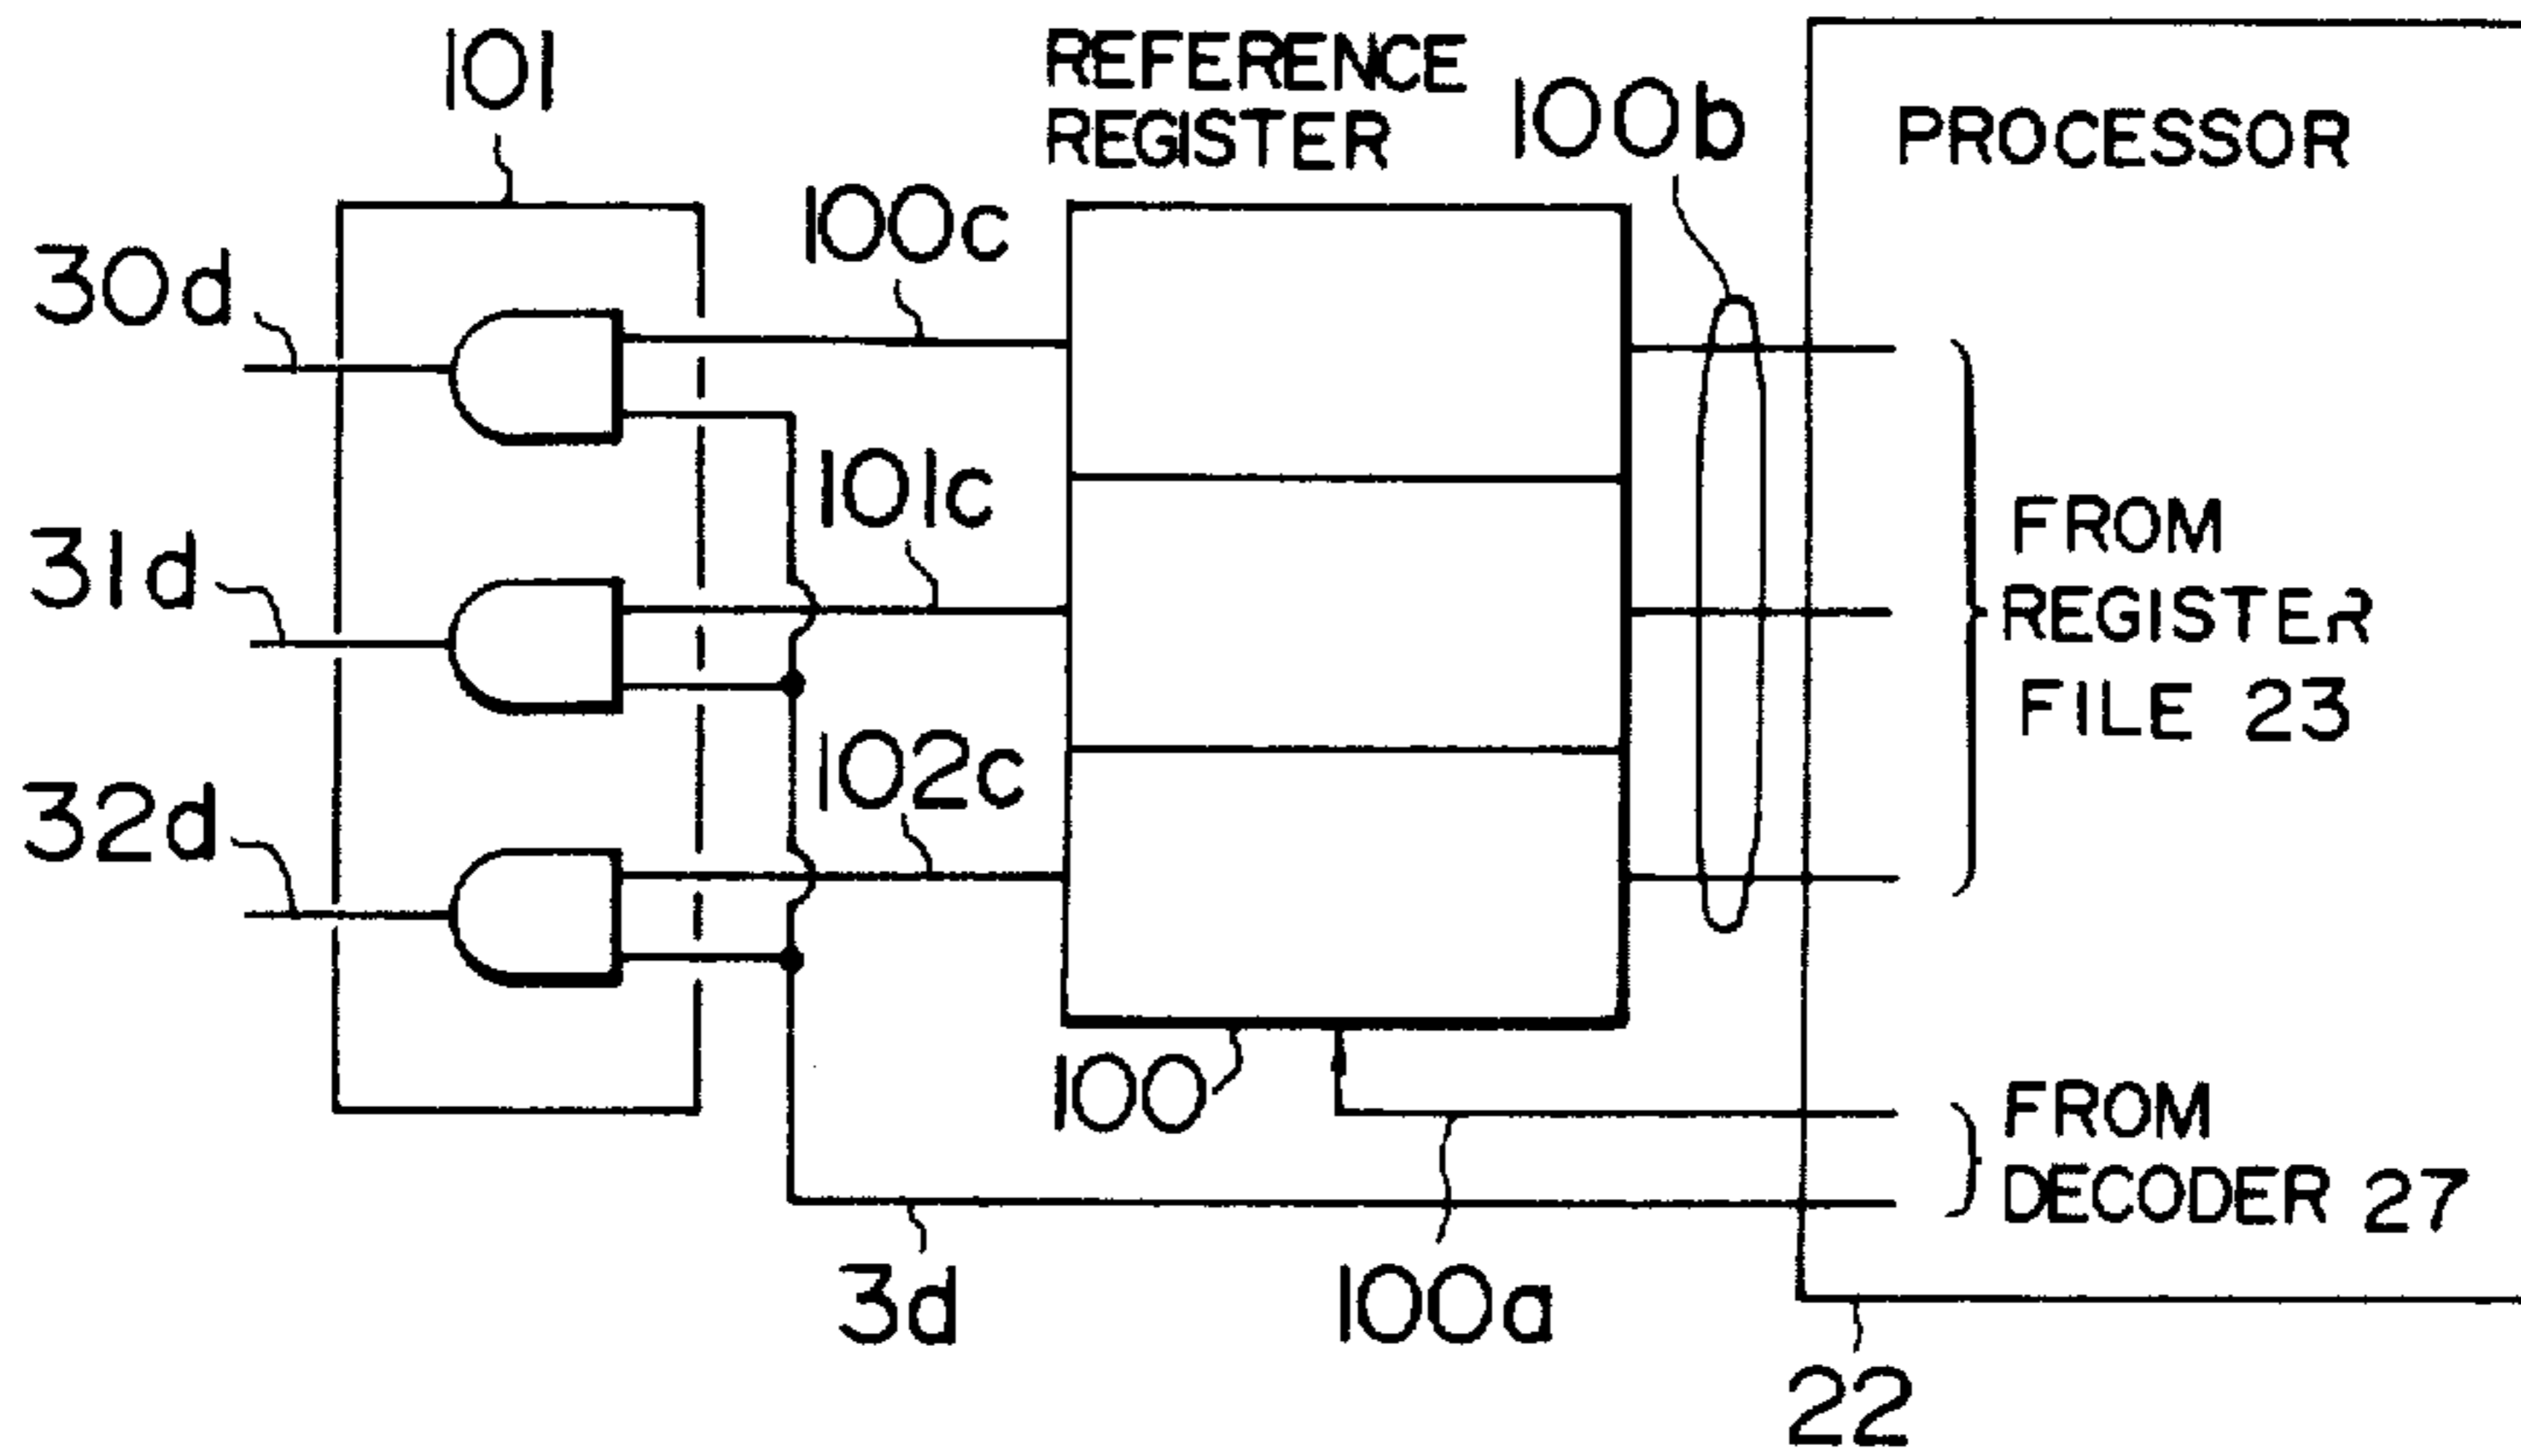 101
REFERENCE
REGISTER
100b
PROCESSOR
100c
30d
101c
31d
FROM
REGISTER
FILE 23
102c
32d
100
FROM
DECODER 27
3d
100a
22